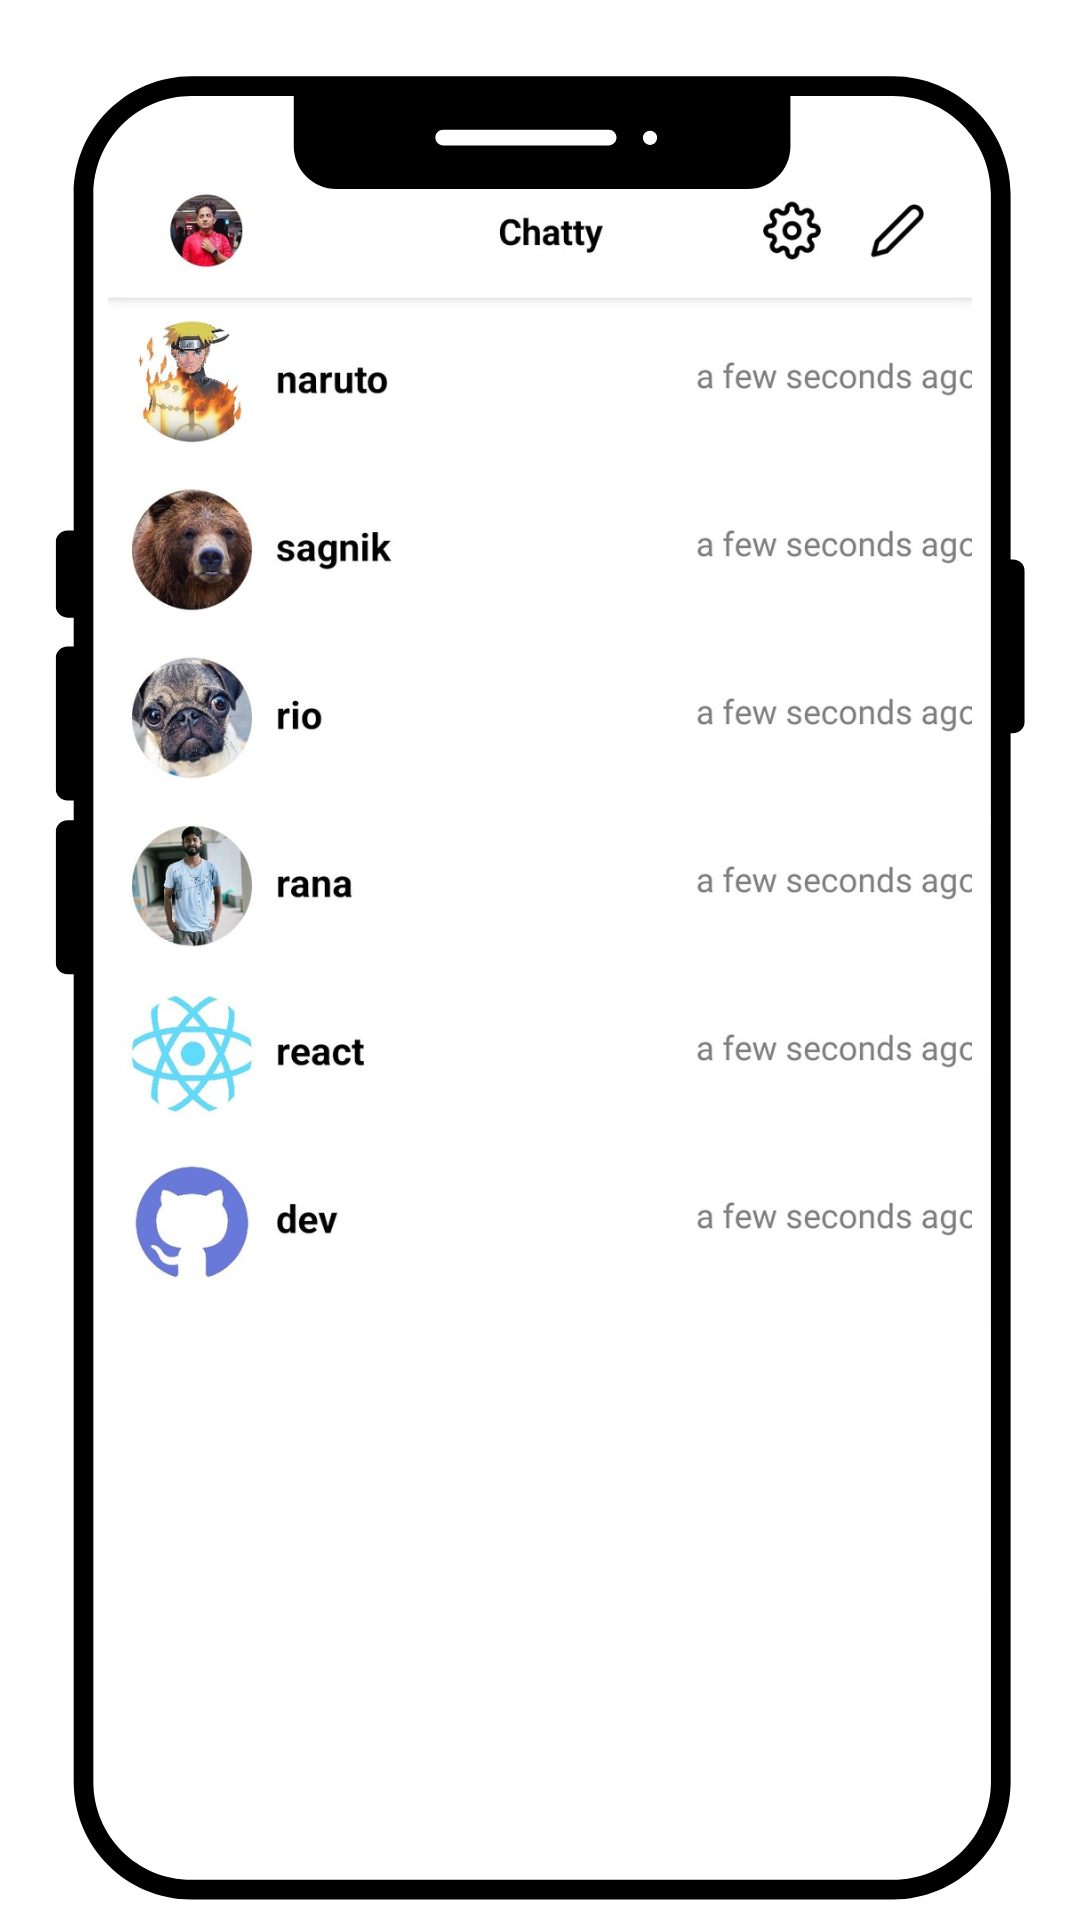 Chatty
naruto a few seconds ago
sagnik a few seconds ago
rio a few seconds ago
rana a few seconds ago
react a few seconds ago
dev a few seconds ago